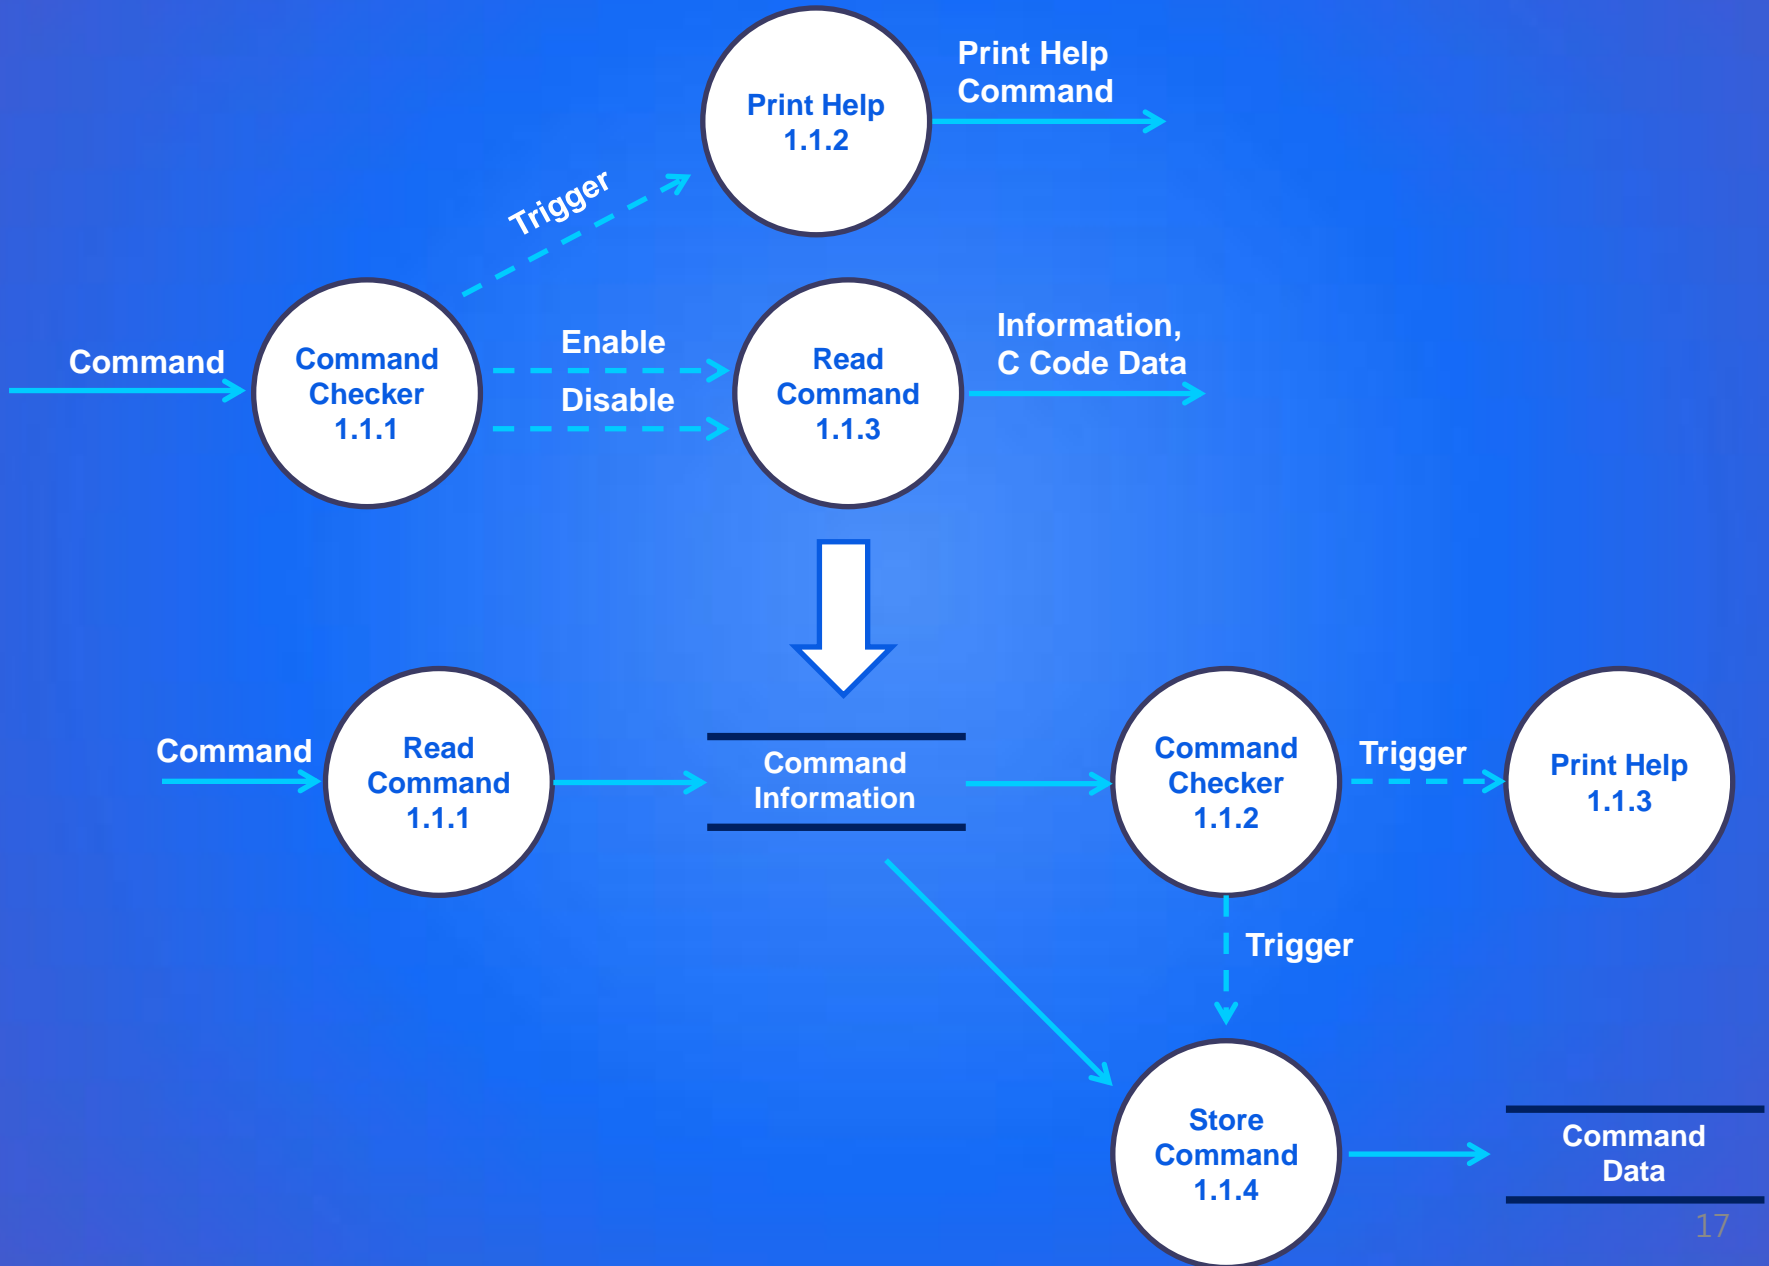 Print Help
1.1.2
Print Help
Command
Trigger
Command
Command
Checker
1.1.1
Enable
Disable
Read
Command
1.1.3
Information,
C Code Data
Command
Read
Command
1.1.1
Command
Information
Command
Checker
1.1.2
Trigger
Print Help
1.1.3
Trigger
Store
Command
1.1.4
Command
Data
17